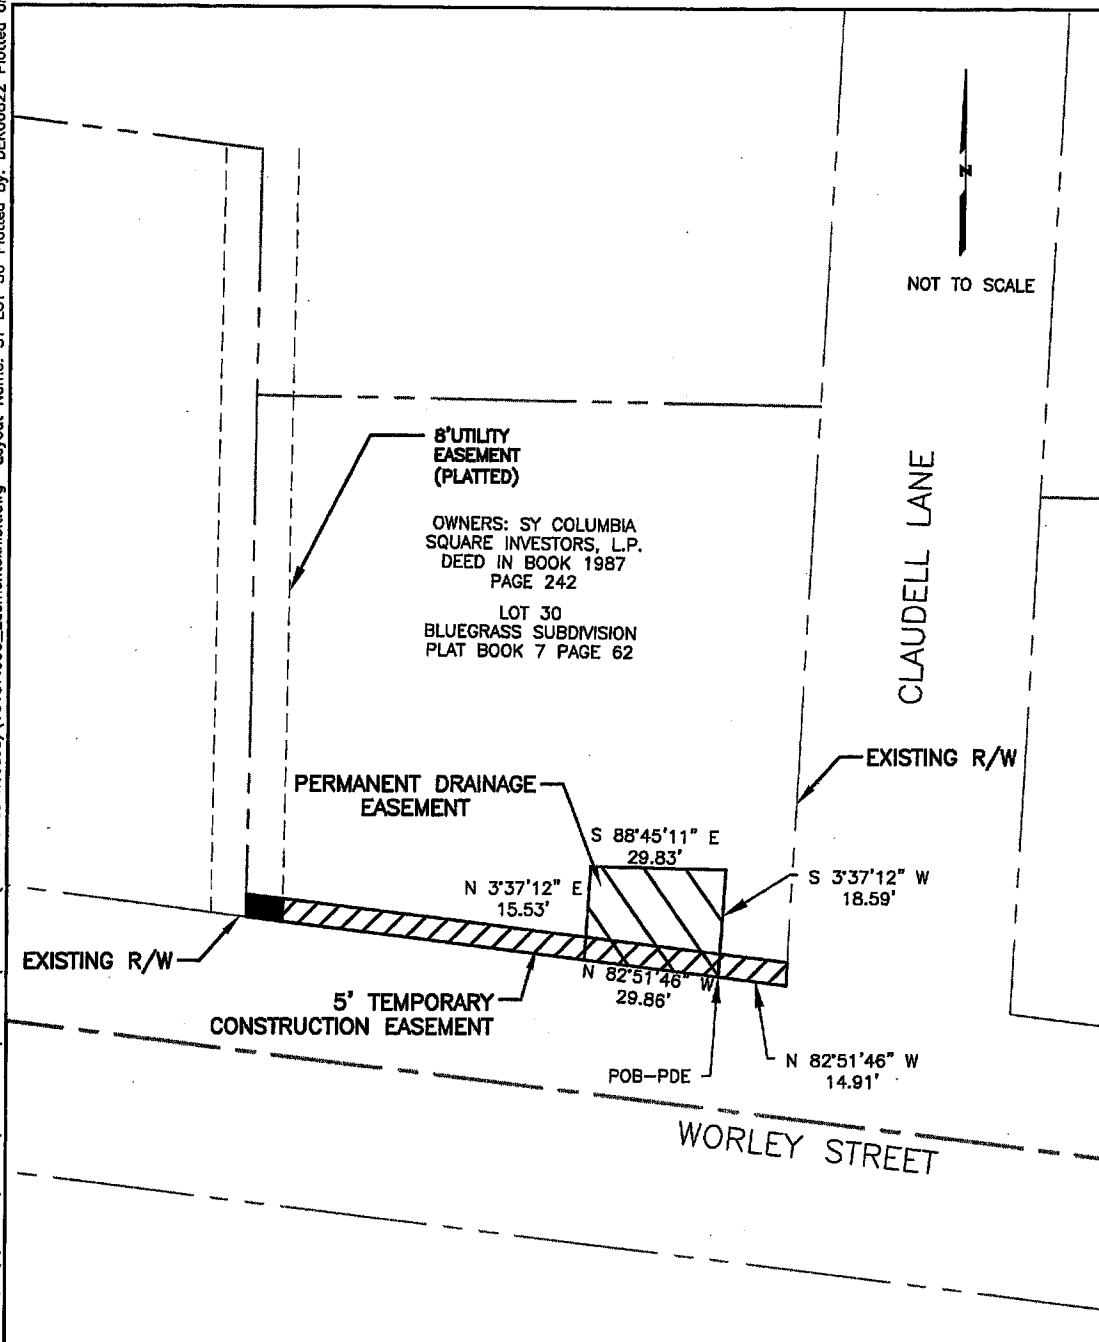 N
NOT TO SCALE
8'UTILITY
EASEMENT
(PLATTED)
OWNERS: SY COLUMBIA
SQUARE INVESTORS, L.P.
DEED IN BOOK 1987
PAGE 242
LOT 30
BLUEGRASS SUBDIVISION
PLAT BOOK 7 PAGE 62
CLAUDELL LANE
EXISTING R/W
PERMANENT DRAINAGE
EASEMENT
S 88°45'11" E
29.83'
N 3°37'12" E
15.53'
S 3°37'12" W
18.59'
EXISTING R/W
N 82°51'46" W
29.86'
5' TEMPORARY
CONSTRUCTION EASEMENT
POB-PDE
N 82°51'46" W
14.91'
WORLEY STREET